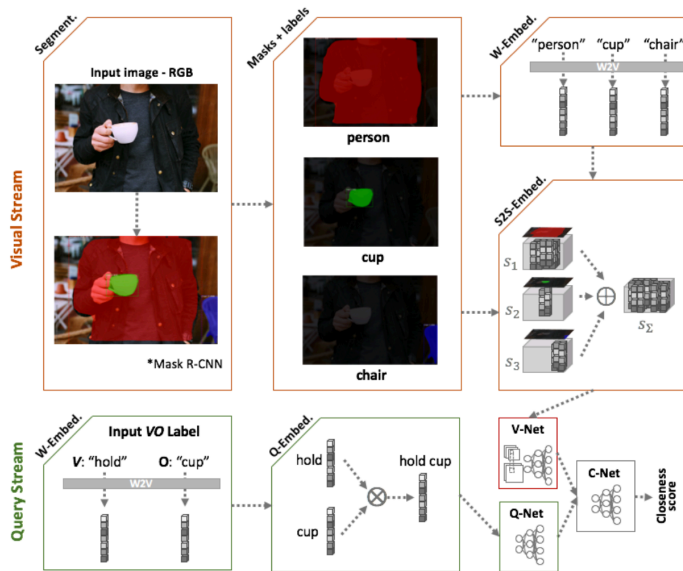 Visual Stream
Segment.
Input image - RGB
*Mask R-CNN
Masks + labels
person
cup
chair
W-Embed.
“person” “cup” “chair”
W2V
S2S-Embed.
S1
S2
S3
SΣ
Query Stream
W-Embed.
Input VO Label
V: “hold” O: “cup”
W2V
Q-Embed.
hold
cup
hold cup
V-Net
Q-Net
C-Net
Closeness
score